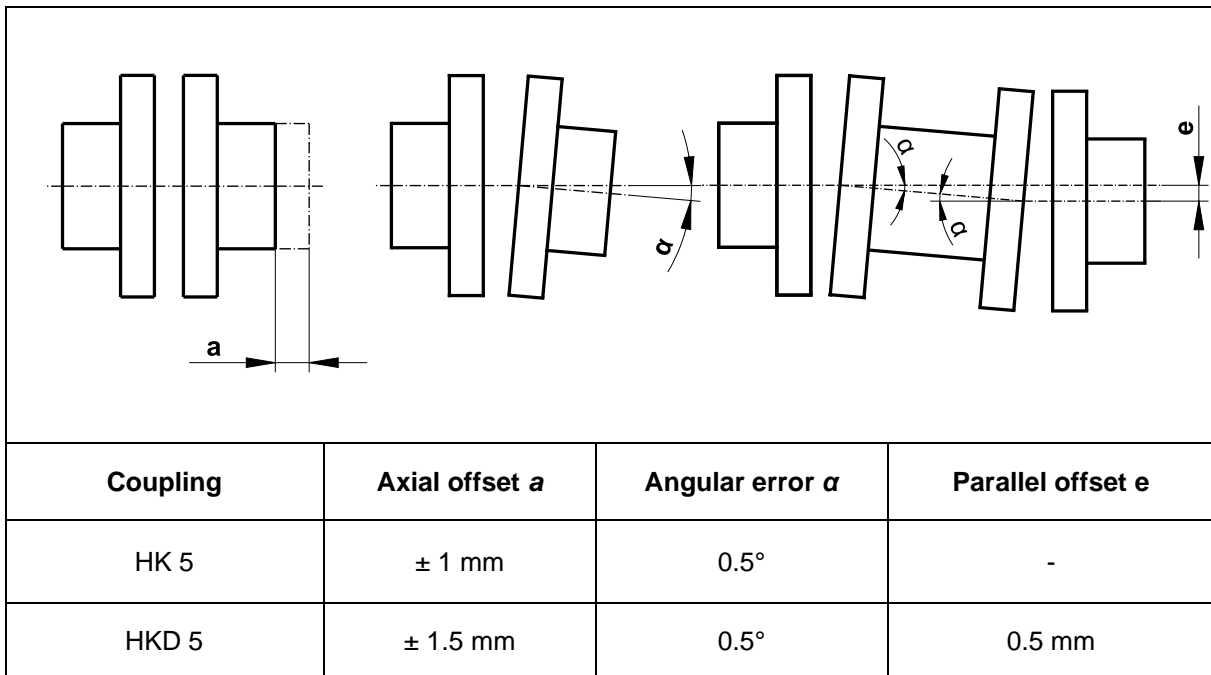 e
α
α
α
a
Coupling Axial offset a Angular error α Parallel offset e
HK 5 ± 1 mm 0.5° -
HKD 5 ± 1.5 mm 0.5° 0.5 mm